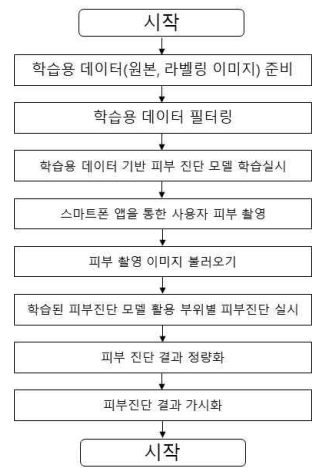 시작
학습용 데이터(원본, 라벨링 이미지) 준비
학습용 데이터 필터링
학습용 데이터 기반 피부 진단 모델 학습실시
스마트폰 앱을 통한 사용자 피부 촬영
피부 촬영 이미지 불러오기
학습된 피부진단 모델 활용 부위별 피부진단 실시
피부 진단 결과 정량화
피부진단 결과 가시화
시작